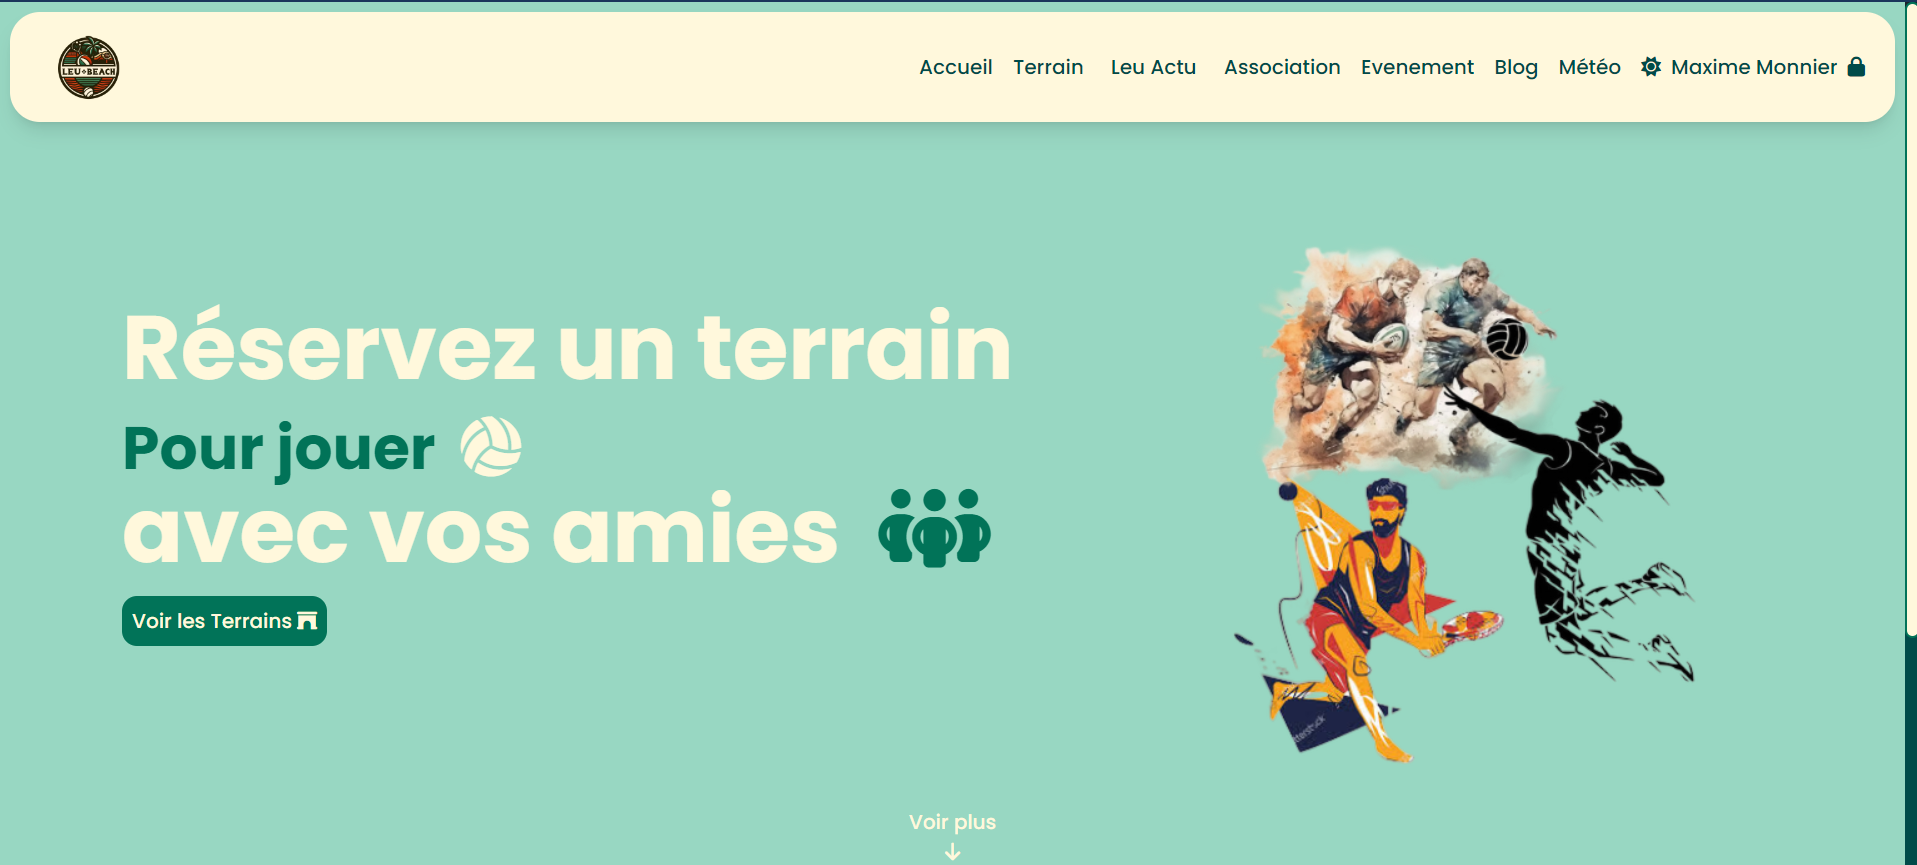 LEU BEACH
Accueil Terrain Leu Actu Association Evenement Blog Météo Maxime Monnier
Réservez un terrain
Pour jouer
avec vos amies
Voir les Terrains
Voir plus